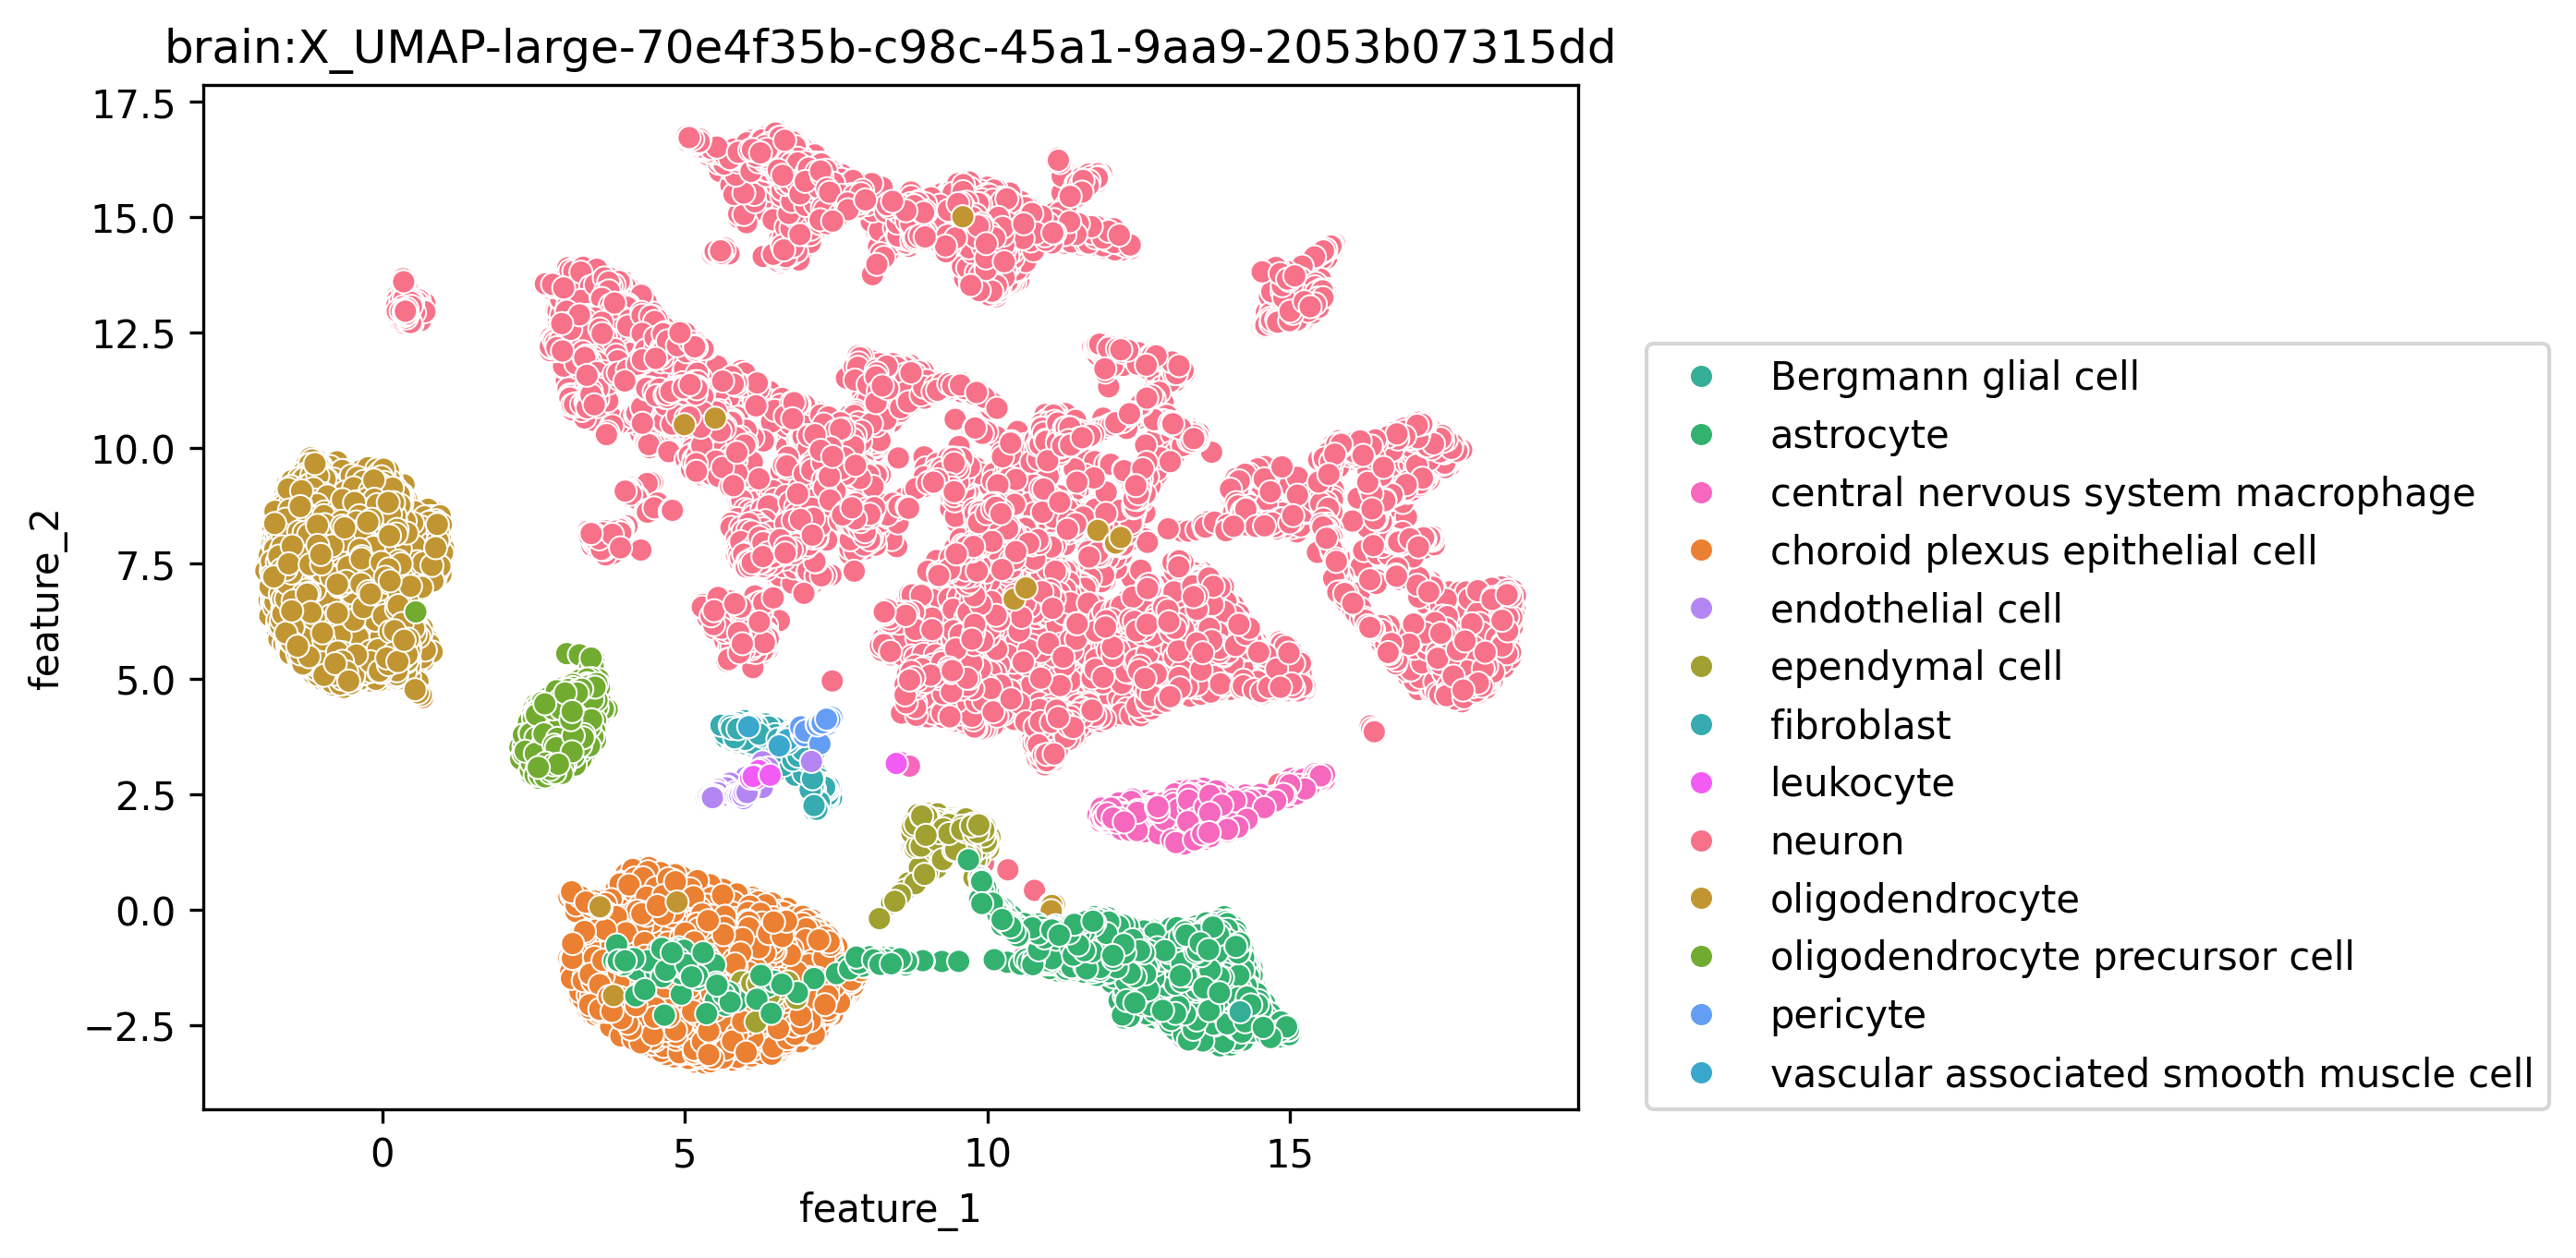 brain:X_UMAP-large-70e4f35b-c98c-45a1-9aa9-2053b07315dd
17.5
15.0
12.5
10.0
7.5
5.0
2.5
0.0
−2.5
feature_2
0 5 10 15
feature_1
Bergmann glial cell
astrocyte
central nervous system macrophage
choroid plexus epithelial cell
endothelial cell
ependymal cell
fibroblast
leukocyte
neuron
oligodendrocyte
oligodendrocyte precursor cell
pericyte
vascular associated smooth muscle cell